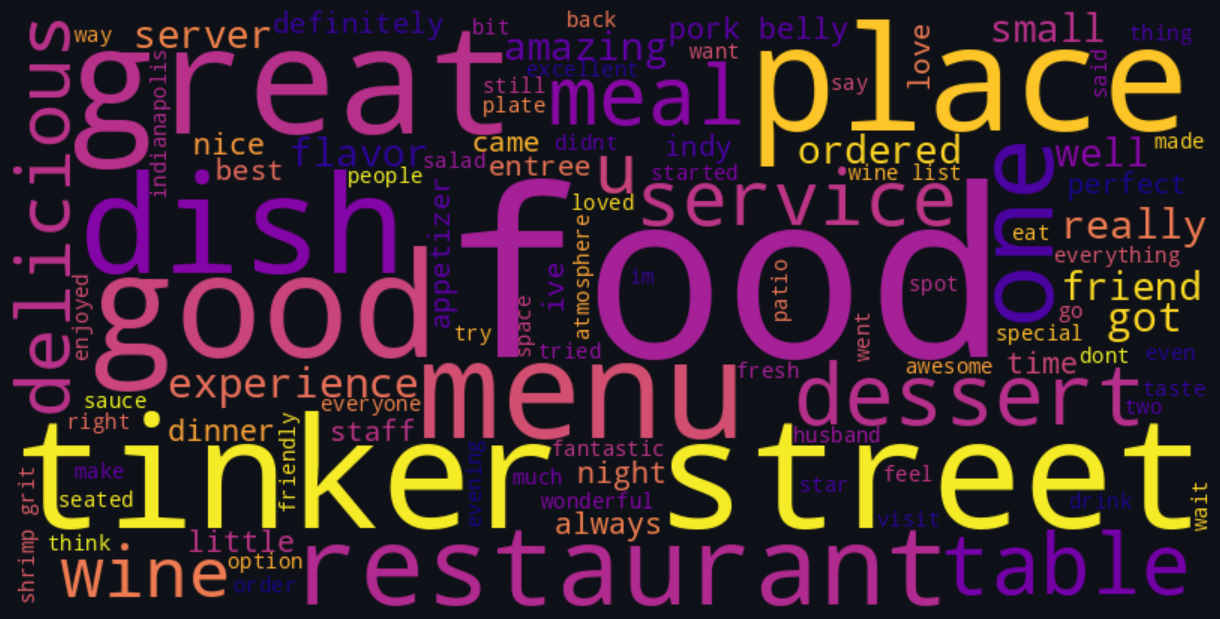 delicious
way
server
definitely
bit
back
pork belly
small
thing
great
amazing
want
love
said
indianapolis
excellent
still
plate
meal
say
place
nice
best
flavor
came
didnt
indy
ordered
well
made
salad
entree
u
started
wine list
one
perfect
dish
people
appetizer
food
loved
service
eat
really
everything
enjoyed
good
ive
atmosphere
im
patio
spot
friend
go
got
try
space
tried
went
special
experience
menu
fresh
awesome
time
dont
even
sauce
everyone
dessert
taste
two
right
dinner
staff
husband
tinker street
friendly
evening
fantastic
make
much
night
star
feel
seated
wonderful
drink
wait
shrimp grit
always
visit
think
little
wine
option
order
restaurant
table